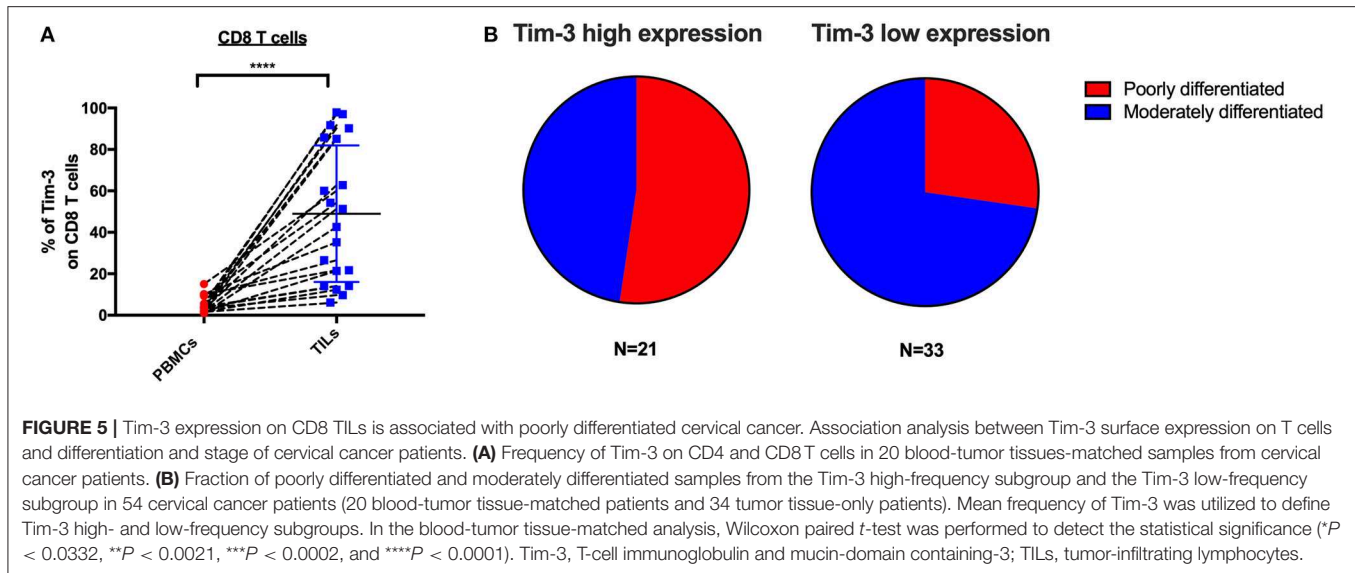 A
CD8 T cells
****
% of Tim-3
on CD8 T cells
100
80
60
40
20
0
PBMCs
TILs
B
Tim-3 high expression
N=21
Tim-3 low expression
N=33
Poorly differentiated
Moderately differentiated
FIGURE 5 | Tim-3 expression on CD8 TILs is associated with poorly differentiated cervical cancer. Association analysis between Tim-3 surface expression on T cells
and differentiation and stage of cervical cancer patients. (A) Frequency of Tim-3 on CD4 and CD8 T cells in 20 blood-tumor tissues-matched samples from cervical
cancer patients. (B) Fraction of poorly differentiated and moderately differentiated samples from the Tim-3 high-frequency subgroup and the Tim-3 low-frequency
subgroup in 54 cervical cancer patients (20 blood-tumor tissue-matched patients and 34 tumor tissue-only patients). Mean frequency of Tim-3 was utilized to define
Tim-3 high- and low-frequency subgroups. In the blood-tumor tissue-matched analysis, Wilcoxon paired t-test was performed to detect the statistical significance (*P
< 0.0332, **P < 0.0021, ***P < 0.0002, and ****P < 0.0001). Tim-3, T-cell immunoglobulin and mucin-domain containing-3; TILs, tumor-infiltrating lymphocytes.